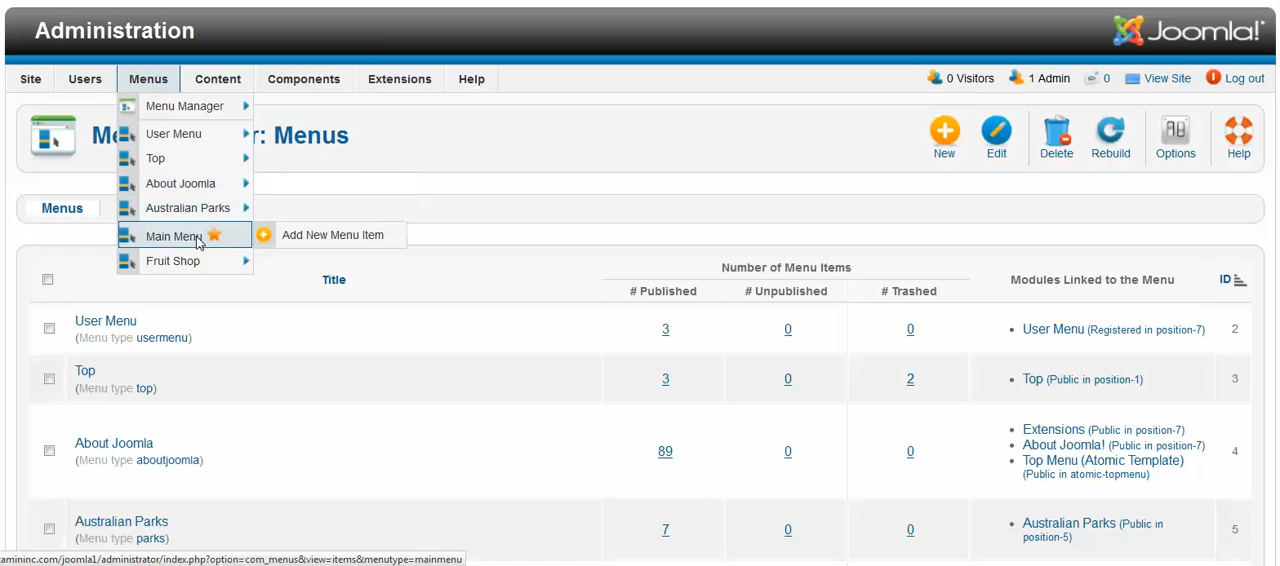 Administration
Joomla!
Site Users Menus Content Components Extensions Help
0 Visitors 1 Admin 0 View Site Log out
Menu Manager
User Menu
Top
About Joomla
Australian Parks
Main Menu
Add New Menu Item
Fruit Shop
r: Menus
New Edit Delete Rebuild Options Help
Menus
Title
Number of Menu Items
# Published # Unpublished # Trashed
Modules Linked to the Menu
ID
User Menu
(Menu type usermenu)
3 0 0
User Menu (Registered in position-7)
2
Top
(Menu type top)
3 0 2
Top (Public in position-1)
3
About Joomla
(Menu type aboutjoomla)
89 0 0
Extensions (Public in position-7)
About Joomla! (Public in position-7)
Top Menu (Atomic Template)
(Public in atomic-topmenu)
4
Australian Parks
(Menu type parks)
7 0 0
Australian Parks (Public in
position-5)
5
amininc.com/joomla1/administrator/index.php?option=com_menus&view=items&menutype=mainmenu